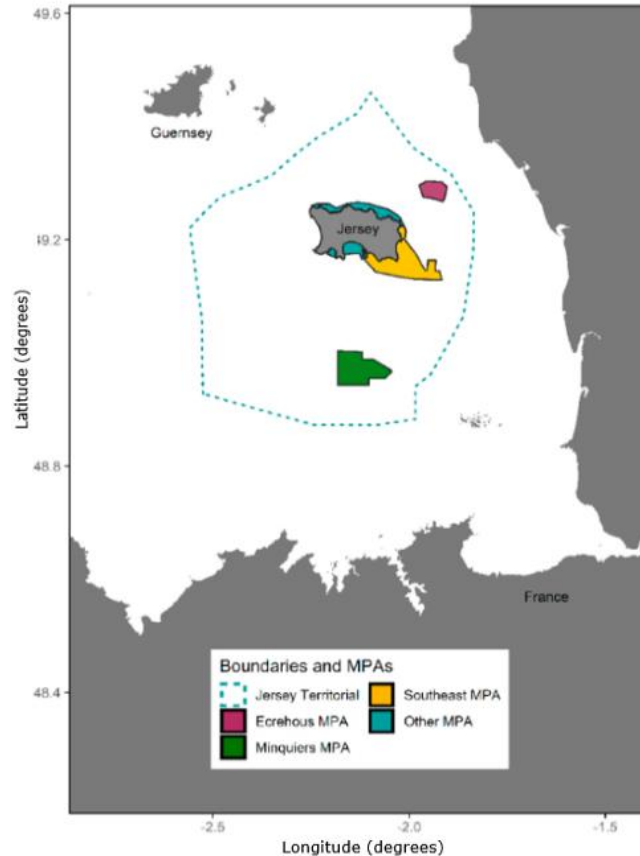 49.6
Guernsey
Jersey
49.2
Latitude (degrees)
48.8
France
Boundaries and MPAs
Jersey Territorial
Southeast MPA
Ecrehous MPA
Other MPA
Minquiers MPA
48.4
-2.5
-2.0
-1.5
Longitude (degrees)